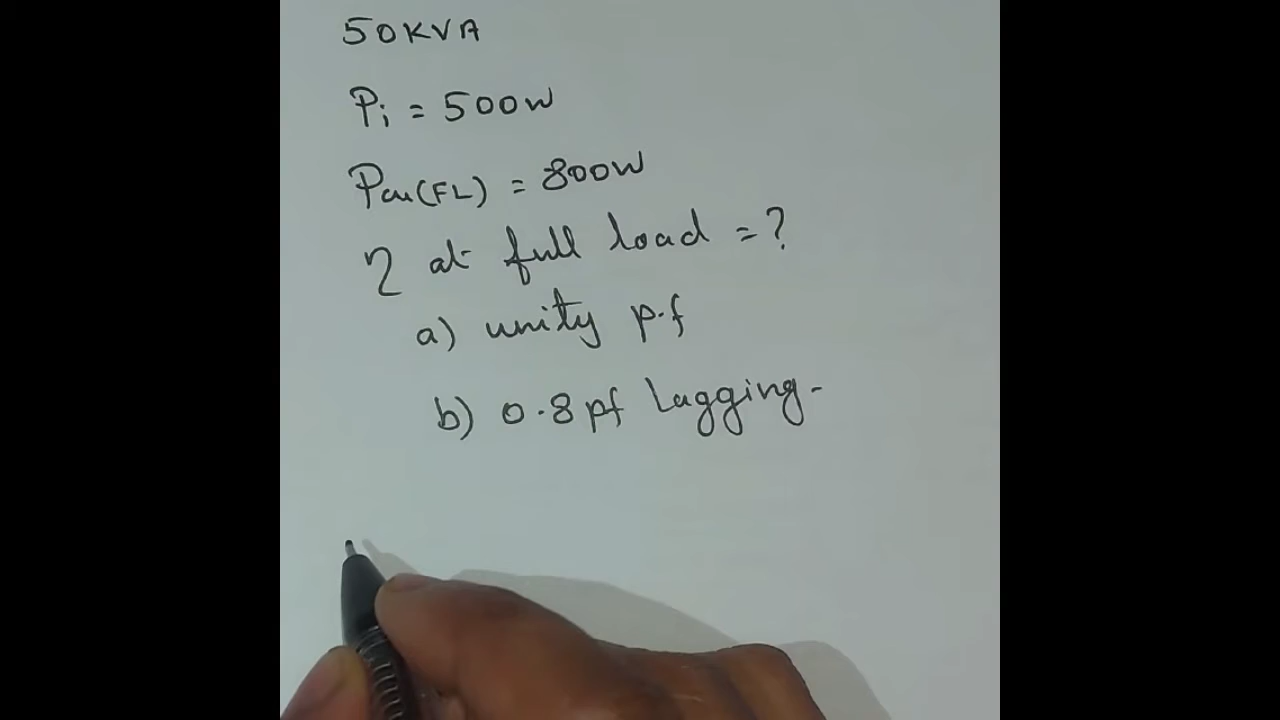 50KVA
Pi = 500W
Pcu(FL) = 800W
η at full load = ?
a) unity p.f
b) 0.8 pf lagging.